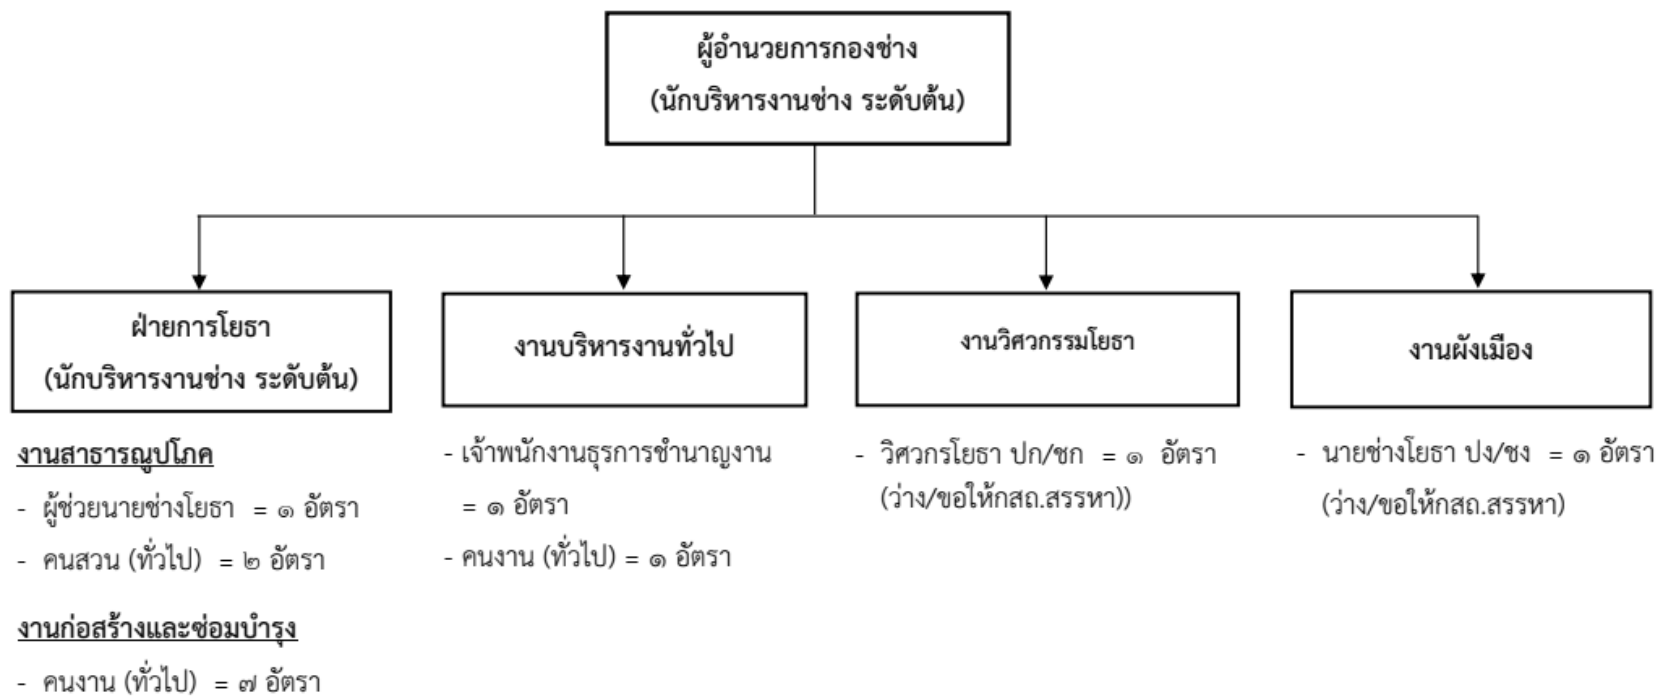 ผู้อำนวยการกองช่าง
(นักบริหารงานช่าง ระดับต้น)
ฝ่ายการโยธา
(นักบริหารงานช่าง ระดับต้น)
งานสาธารณูปโภค
- ผู้ช่วยนายช่างโยธา = ๑ อัตรา
- คนสวน (ทั่วไป) = ๒ อัตรา
งานก่อสร้างและซ่อมบำรุง
- คนงาน (ทั่วไป) = ๗ อัตรา
งานบริหารงานทั่วไป
- เจ้าพนักงานธุรการชำนาญงาน
= ๑ อัตรา
- คนงาน (ทั่วไป) = ๑ อัตรา
งานวิศวกรรมโยธา
- วิศวกรโยธา ปก/ชก = ๑ อัตรา
(ว่าง/ขอให้กสถ.สรรหา))
งานผังเมือง
- นายช่างโยธา ปง/ชง = ๑ อัตรา
(ว่าง/ขอให้กสถ.สรรหา)